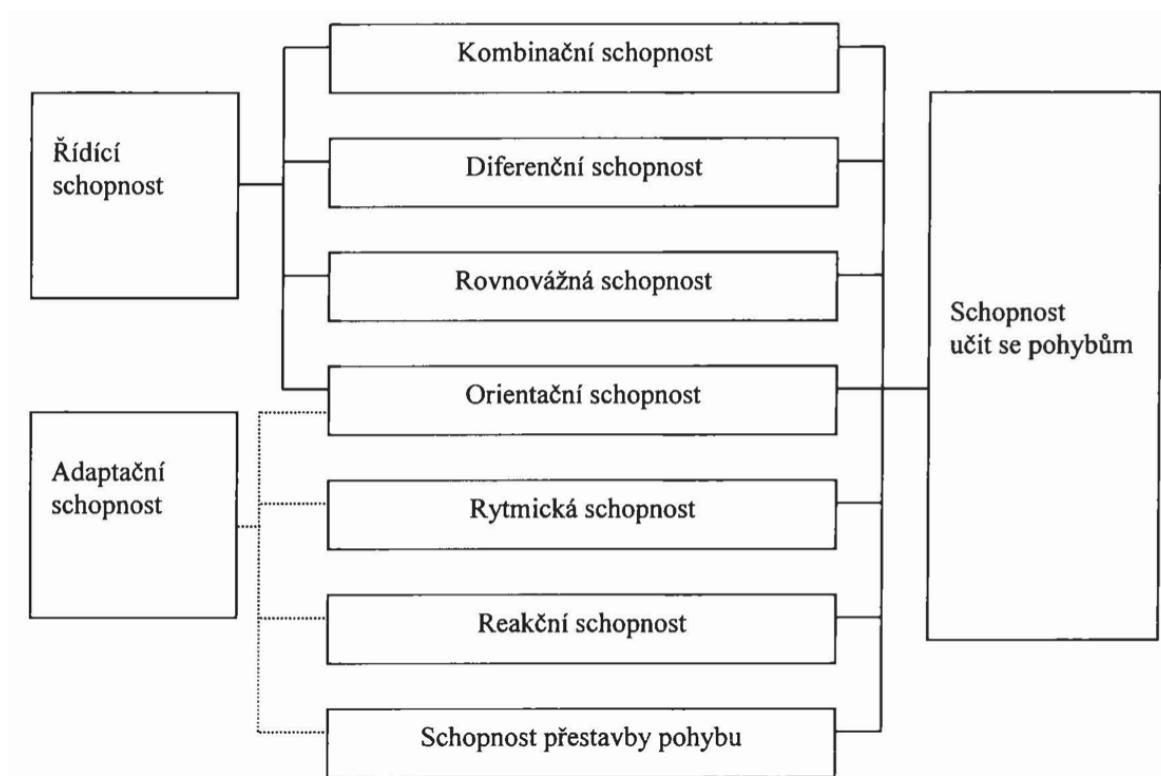 Kombinační schopnost
Řídící
schopnost
Diferenční schopnost
Rovnovážná schopnost
Schopnost
učit se pohybům
Orientační schopnost
Adaptační
schopnost
Rytmická schopnost
Reakční schopnost
Schopnost přestavby pohybu